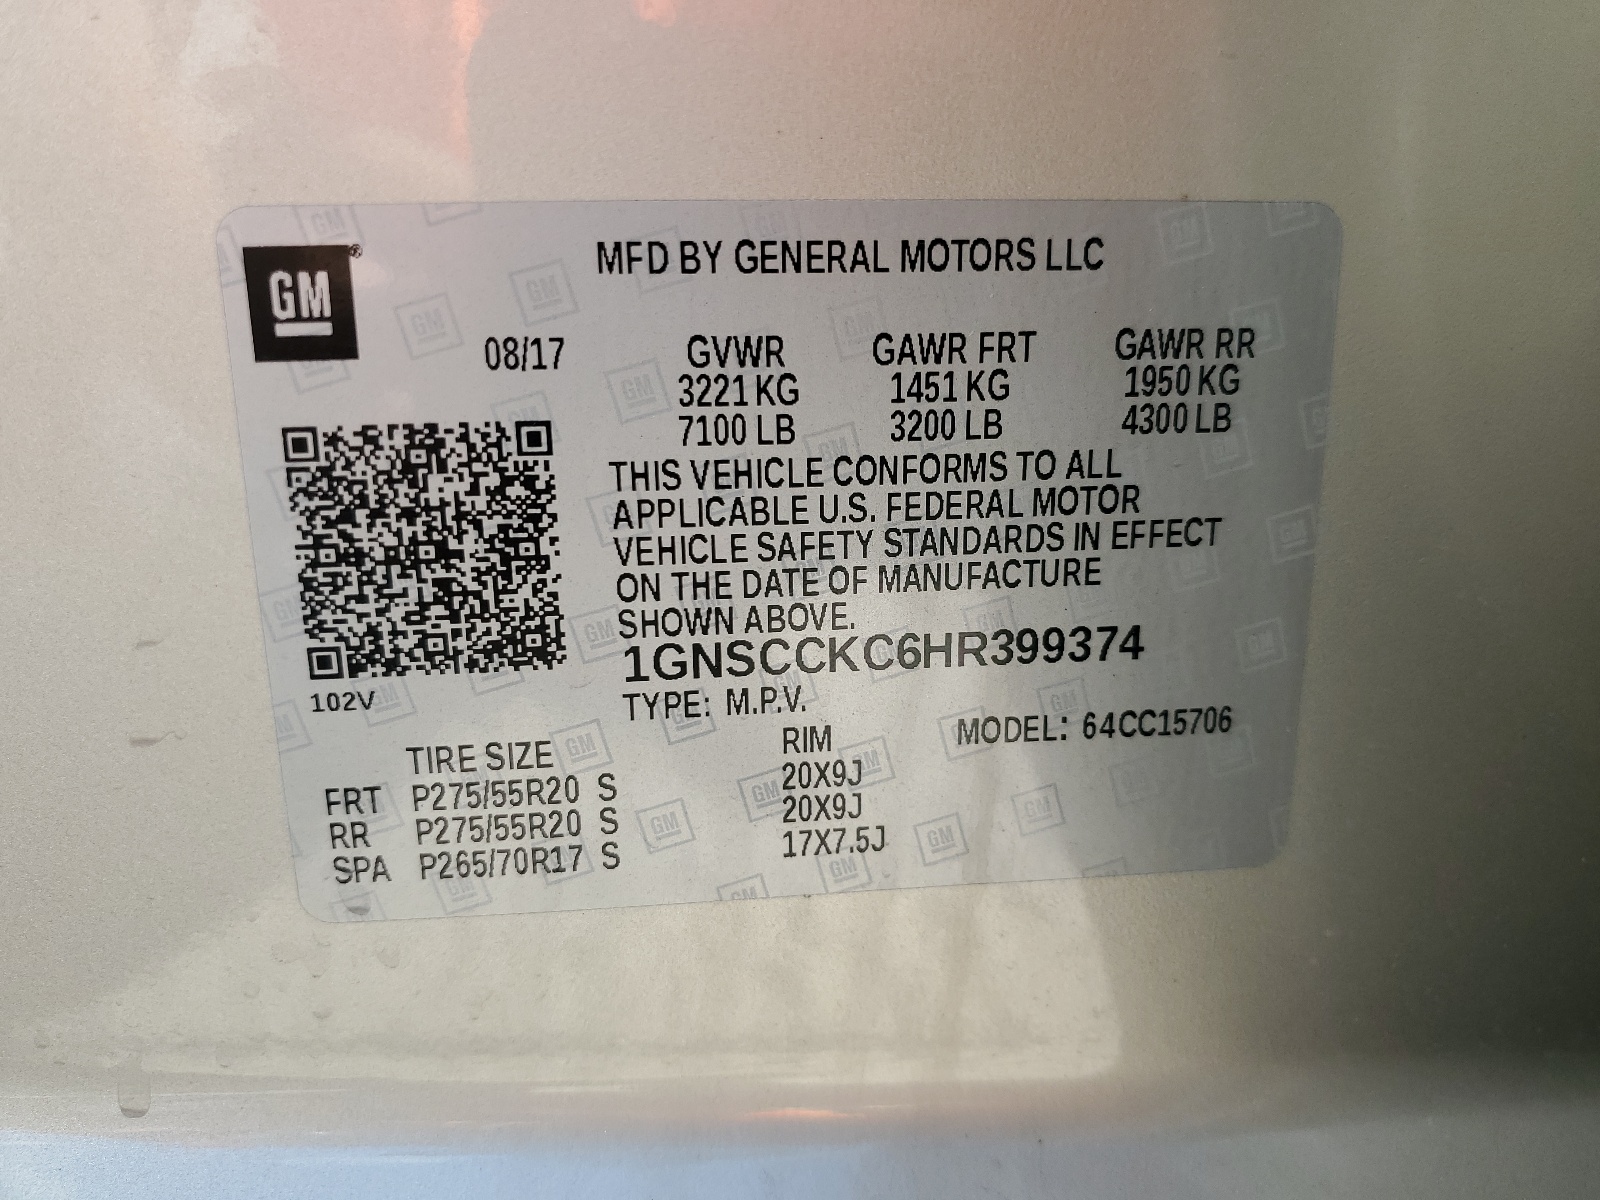 GM®
MFD BY GENERAL MOTORS LLC
08/17 GVWR GAWR FRT GAWR RR
3221 KG 1451 KG 1950 KG
7100 LB 3200 LB 4300 LB
THIS VEHICLE CONFORMS TO ALL
APPLICABLE U.S. FEDERAL MOTOR
VEHICLE SAFETY STANDARDS IN EFFECT
ON THE DATE OF MANUFACTURE
SHOWN ABOVE.
1GNSCCKC6HR399374
102V
TYPE: M.P.V.
MODEL: 64CC15706
TIRE SIZE RIM
FRT P275/55R20 S 20X9J
RR P275/55R20 S 20X9J
SPA P265/70R17 S 17X7.5J